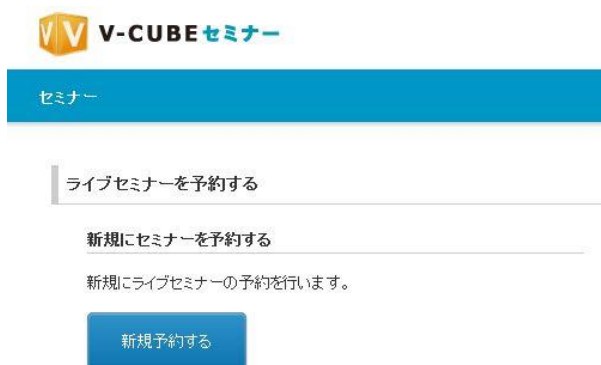 V-CUBEセミナー
セミナー
ライブセミナーを予約する
新規にセミナーを予約する
新規にライブセミナーの予約を行います。
新規予約する